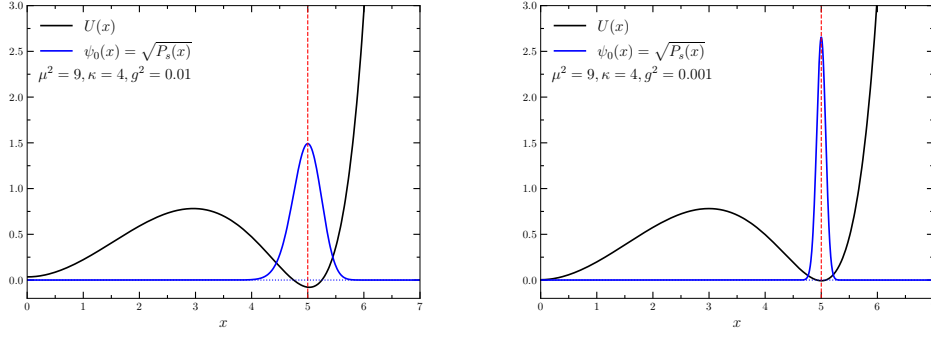 3.0
2.5
2.0
1.5
1.0
0.5
0.0
U(x)
ψ₀(x) = √Pₛ(x)
μ² = 9, κ = 4, g² = 0.01
0 1 2 3 4 5 6 7
x
3.0
2.5
2.0
1.5
1.0
0.5
0.0
U(x)
ψ₀(x) = √Pₛ(x)
μ² = 9, κ = 4, g² = 0.001
0 1 2 3 4 5 6
x